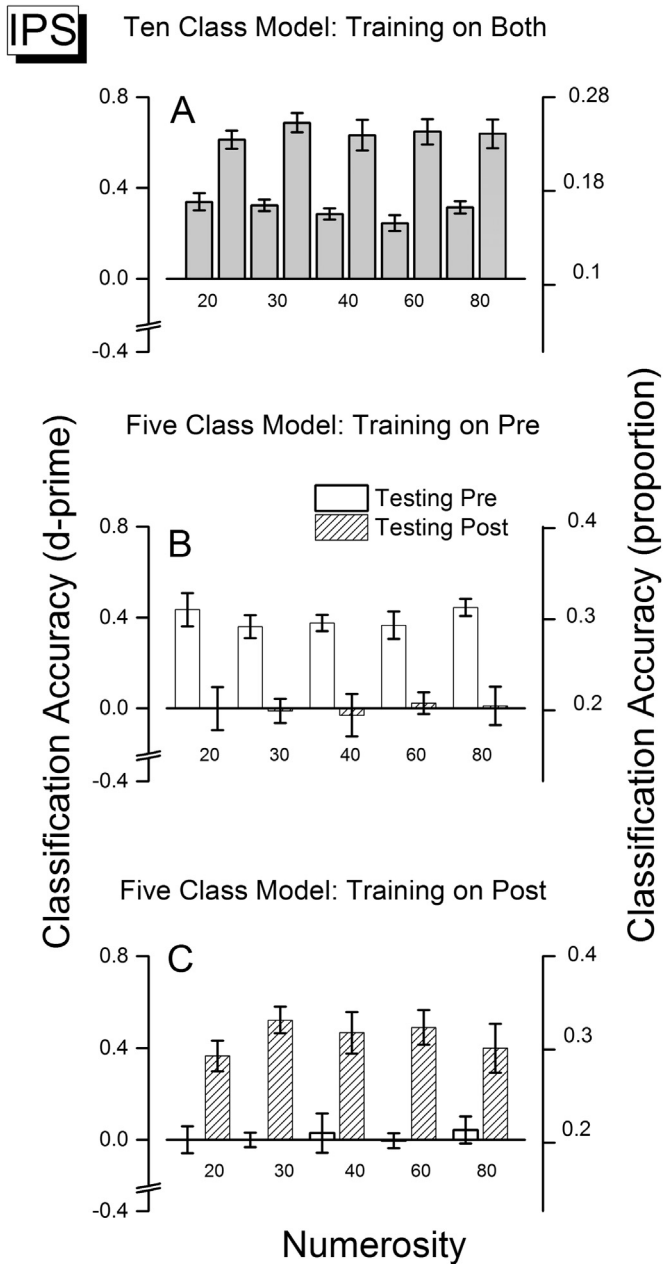 IPS
Ten Class Model: Training on Both
A
0.8
0.4
0.0
-0.4
0.28
0.18
0.1
20 30 40 60 80
Five Class Model: Training on Pre
Testing Pre
Testing Post
B
0.8
0.4
0.0
-0.4
0.4
0.3
0.2
20 30 40 60 80
Five Class Model: Training on Post
C
0.8
0.4
0.0
-0.4
0.4
0.3
0.2
20 30 40 60 80
Classification Accuracy (d-prime)
Classification Accuracy (proportion)
Numerosity